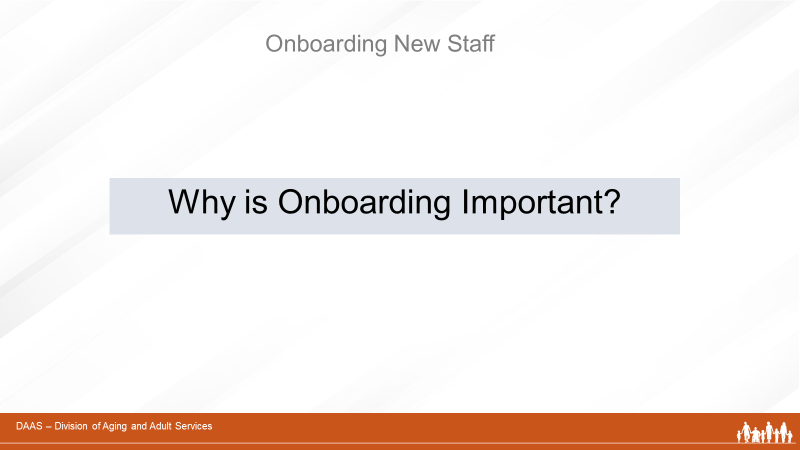 Onboarding New Staff
Why is Onboarding Important?
DAAS – Division of Aging and Adult Services